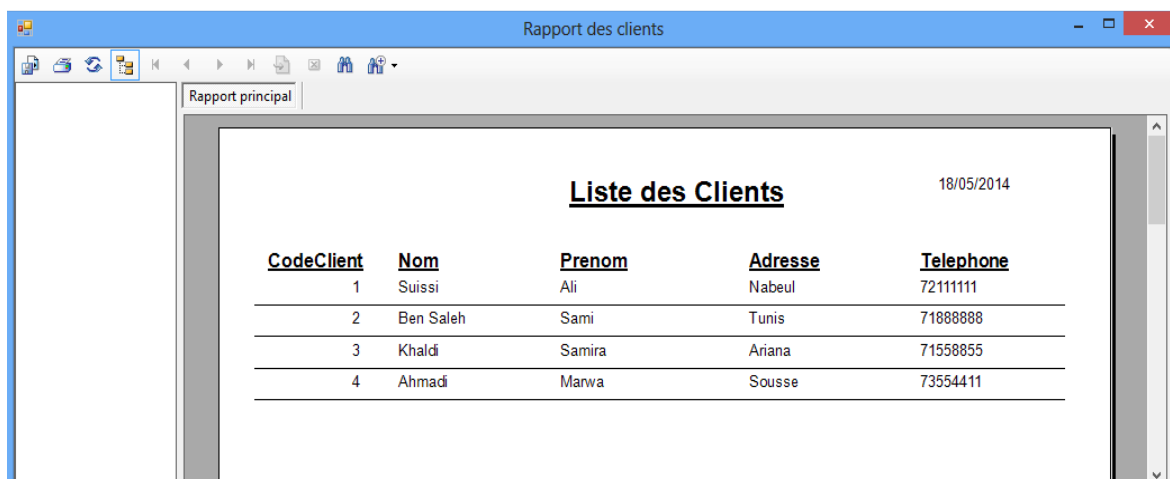 Rapport des clients
Rapport principal
Liste des Clients
18/05/2014
CodeClient Nom Prenom Adresse Telephone
1 Suissi Ali Nabeul 72111111
2 Ben Saleh Sami Tunis 71888888
3 Khaldi Samira Ariana 71558855
4 Ahmadi Marwa Sousse 73554411